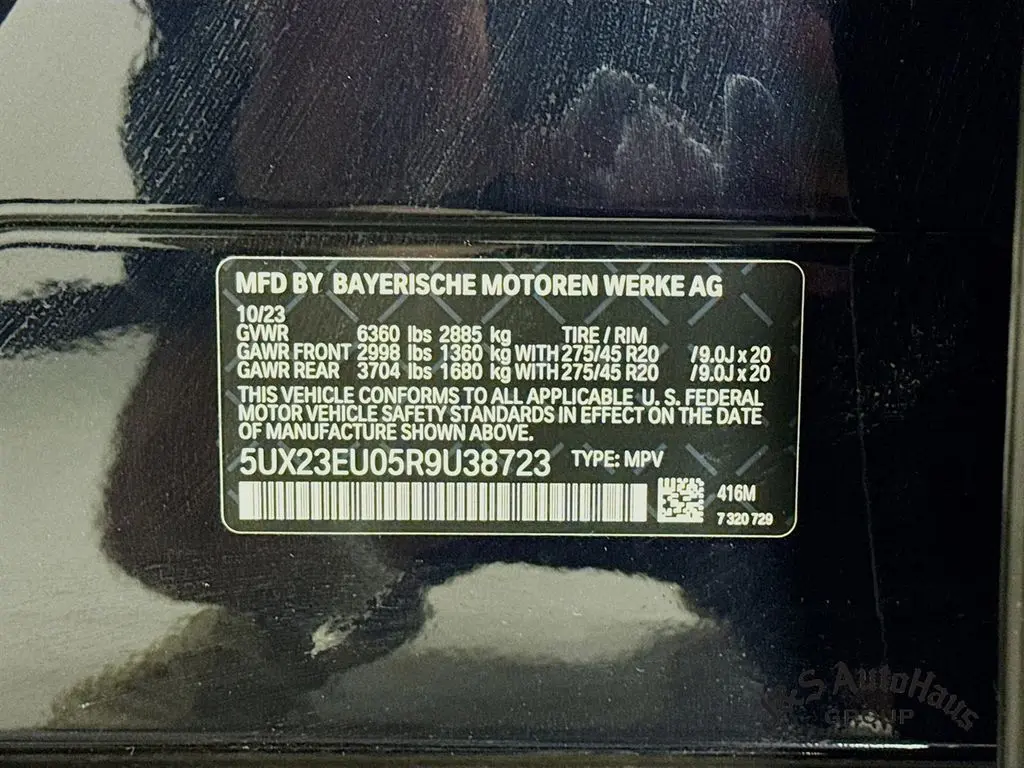 MFD BY BAYERISCHE MOTOREN WERKE AG
10/23
GVWR 6360 lbs 2885 kg TIRE / RIM
GAWR FRONT 2998 lbs 1360 kg WITH 275/45 R20 /9.0J x 20
GAWR REAR 3704 lbs 1680 kg WITH 275/45 R20 /9.0J x 20
THIS VEHICLE CONFORMS TO ALL APPLICABLE U. S. FEDERAL
MOTOR VEHICLE SAFETY STANDARDS IN EFFECT ON THE DATE
OF MANUFACTURE SHOWN ABOVE.
5UX23EU05R9U38723 TYPE: MPV
416M
7 320 729
AutoHaus
GROUP